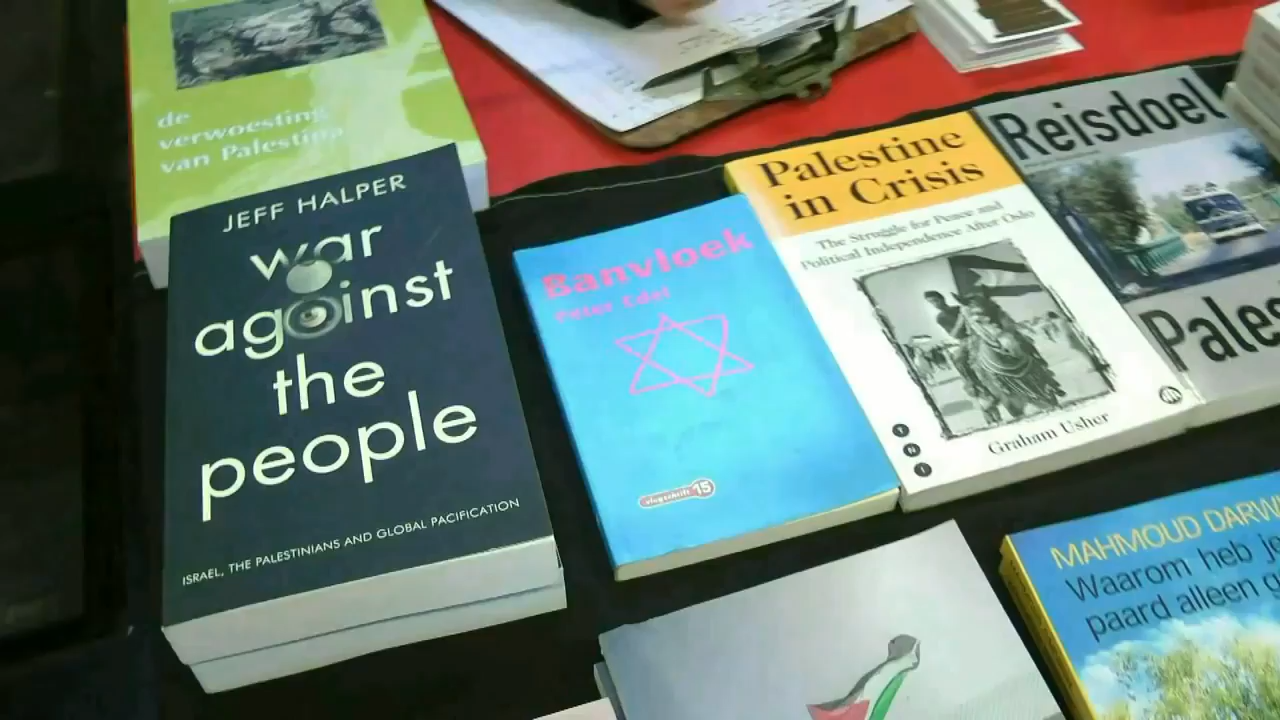 de
verwoesting
van Palestina
JEFF HALPER
war
against
the
people
ISRAEL, THE PALESTINIANS AND GLOBAL PACIFICATION
Banvloek
Peter Edel
vlugschrift 15
Palestine
in Crisis
The Struggle for Peace and
Political Independence After Oslo
Graham Usher
T
N
I
Reisdoel
Pales
MAHMOUD DARW
Waarom heb je
paard alleen g